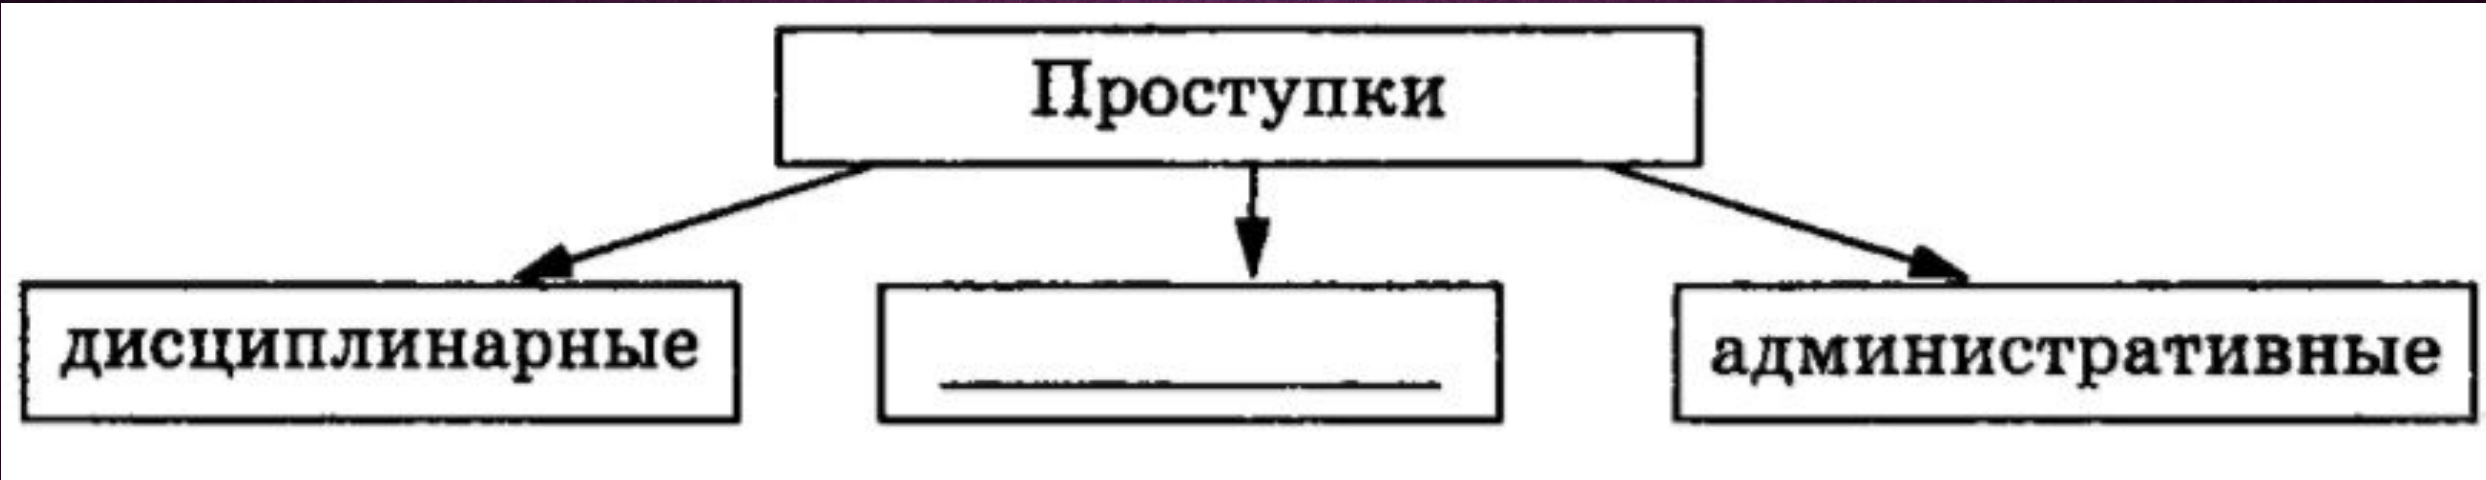 Проступки
дисциплинарные
административные